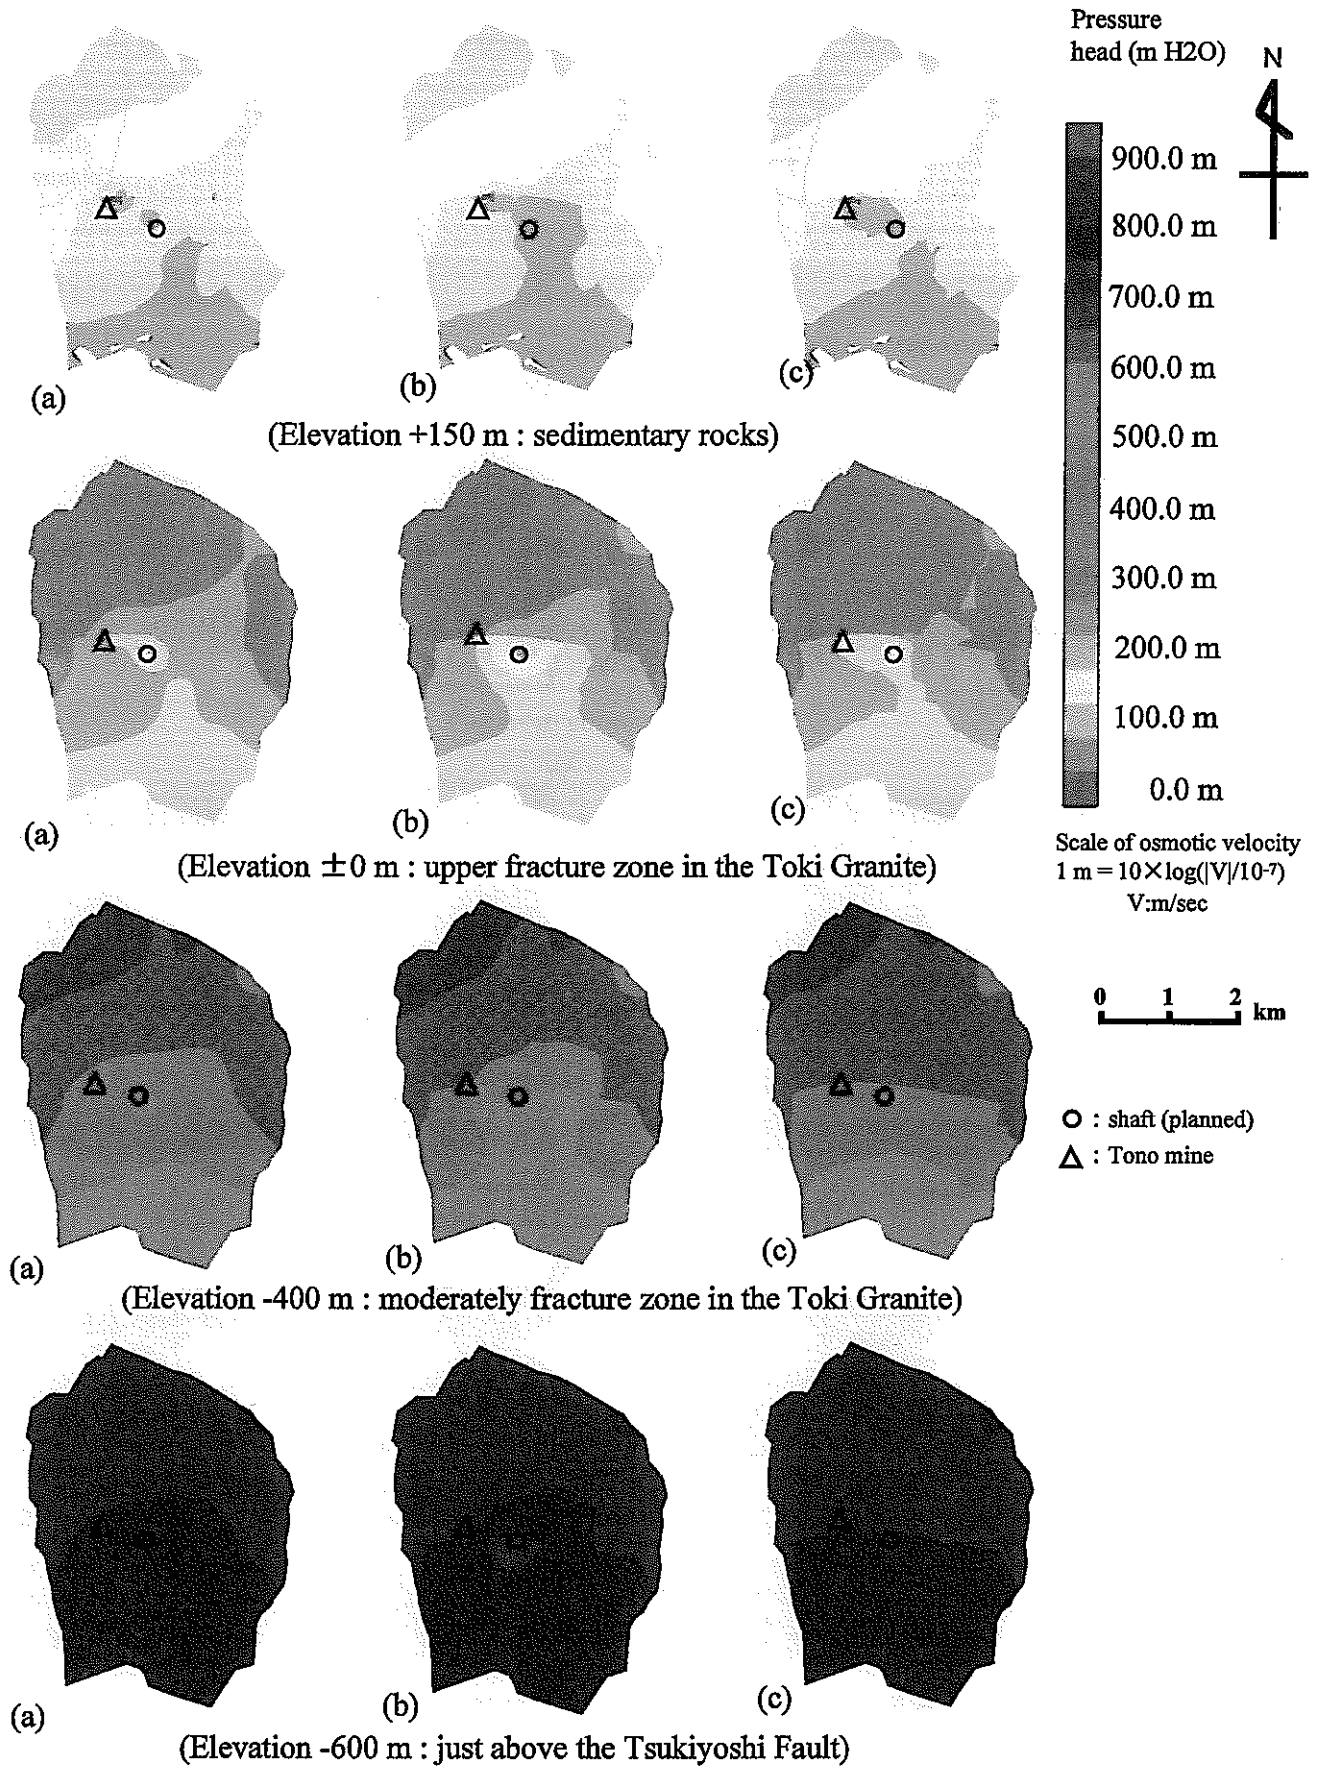 Pressure
head (m H2O)
N
900.0 m
800.0 m
700.0 m
600.0 m
500.0 m
400.0 m
300.0 m
200.0 m
100.0 m
0.0 m
Scale of osmotic velocity
1 m = 10×log(|V|/10-7)
V:m/sec
0 1 2 km
O : shaft (planned)
△ : Tono mine
(a) (b) (c)
(Elevation +150 m : sedimentary rocks)
(a) (b) (c)
(Elevation ±0 m : upper fracture zone in the Toki Granite)
(a) (b) (c)
(Elevation -400 m : moderately fracture zone in the Toki Granite)
(a) (b) (c)
(Elevation -600 m : just above the Tsukiyoshi Fault)